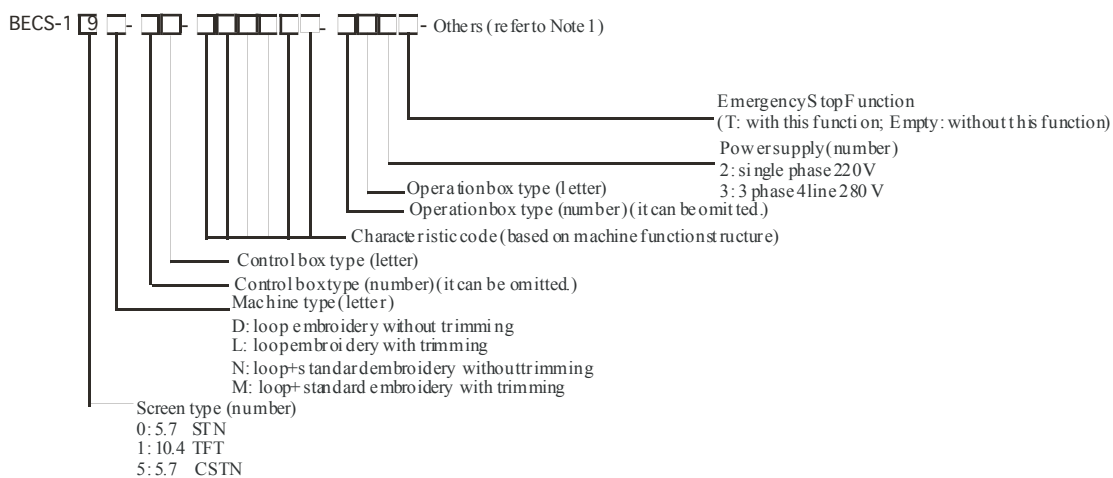 BECS-1 9 - - - - Others (refer to Note 1)
Emergency Stop Function
(T: with this function; Empty: without this function)
Power supply (number)
2: single phase 220V
3: 3 phase 4line 280 V
Operation box type (letter)
Operation box type (number) (it can be omitted.)
Characteristic code (based on machine function structure)
Control box type (letter)
Control box type (number) (it can be omitted.)
Machine type (letter)
D: loop embroidery without trimming
L: loop embroidery with trimming
N: loop+standard embroidery without trimming
M: loop+standard embroidery with trimming
Screen type (number)
0: 5.7 STN
1: 10.4 TFT
5: 5.7 CSTN